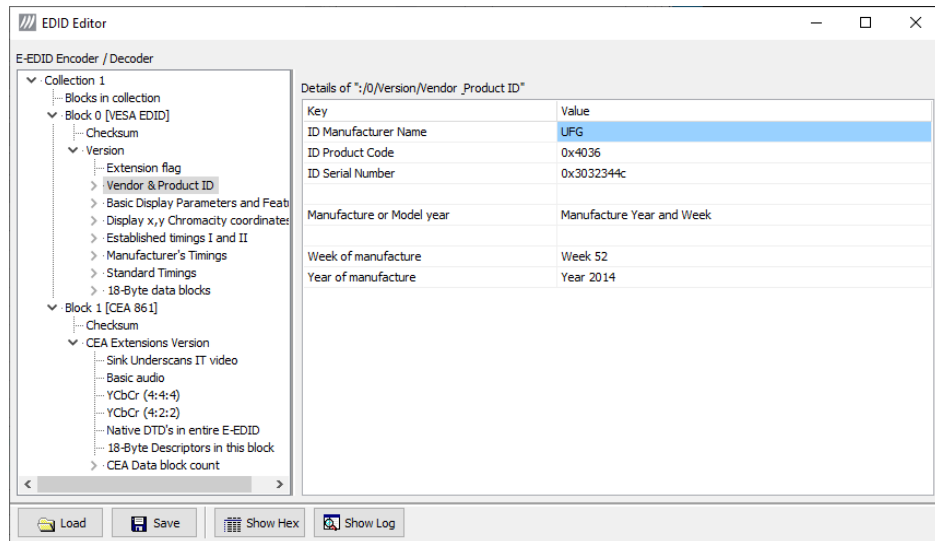 EDID Editor
E-EDID Encoder / Decoder
Collection 1
Blocks in collection
Block 0 [VESA EDID]
Checksum
Version
Extension flag
Vendor & Product ID
Basic Display Parameters and Feat
Display x,y Chromacity coordinates
Established timings I and II
Manufacturer's Timings
Standard Timings
18-Byte data blocks
Block 1 [CEA 861]
Checksum
CEA Extensions Version
Sink Underscans IT video
Basic audio
YCbCr (4:4:4)
YCbCr (4:2:2)
Native DTD's in entire E-EDID
18-Byte Descriptors in this block
CEA Data block count
Details of ":/0/Version/Vendor _Product ID"
Key Value
ID Manufacturer Name UFG
ID Product Code 0x4036
ID Serial Number 0x3032344c
Manufacture or Model year Manufacture Year and Week
Week of manufacture Week 52
Year of manufacture Year 2014
Load Save Show Hex Show Log